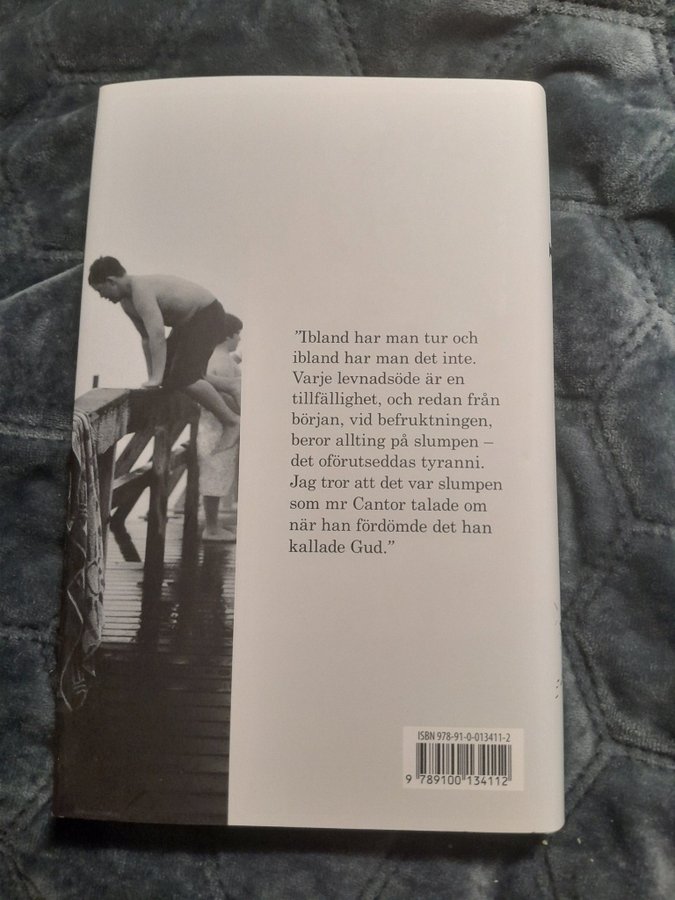 ”Ibland har man tur och
ibland har man det inte.
Varje levnadsöde är en
tillfällighet, och redan från
början, vid befruktningen,
beror allting på slumpen –
det oförutseddas tyranni.
Jag tror att det var slumpen
som mr Cantor talade om
när han fördömde det han
kallade Gud.”
ISBN 978-91-0-013411-2
9 789100 134112